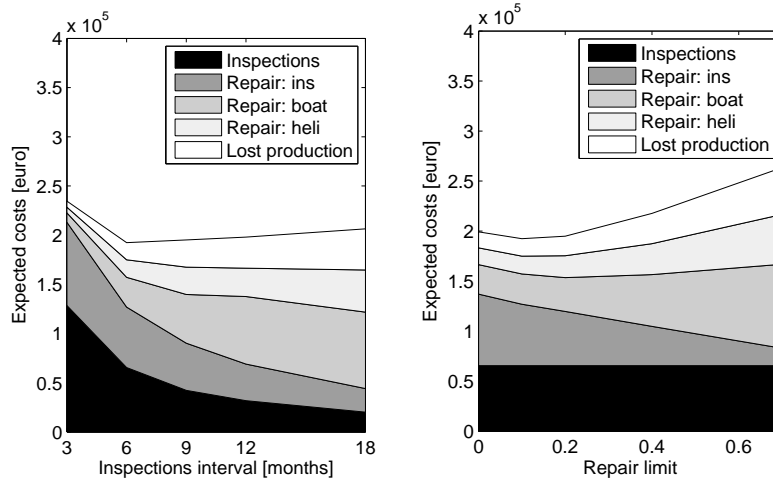 x 10^5
4
3.5
3
2.5
2
1.5
1
0.5
0
Expected costs [euro]
Inspections
Repair: ins
Repair: boat
Repair: heli
Lost production
3 6 9 12 18
Inspections interval [months]
x 10^5
4
3.5
3
2.5
2
1.5
1
0.5
0
Expected costs [euro]
Inspections
Repair: ins
Repair: boat
Repair: heli
Lost production
0 0.2 0.4 0.6
Repair limit